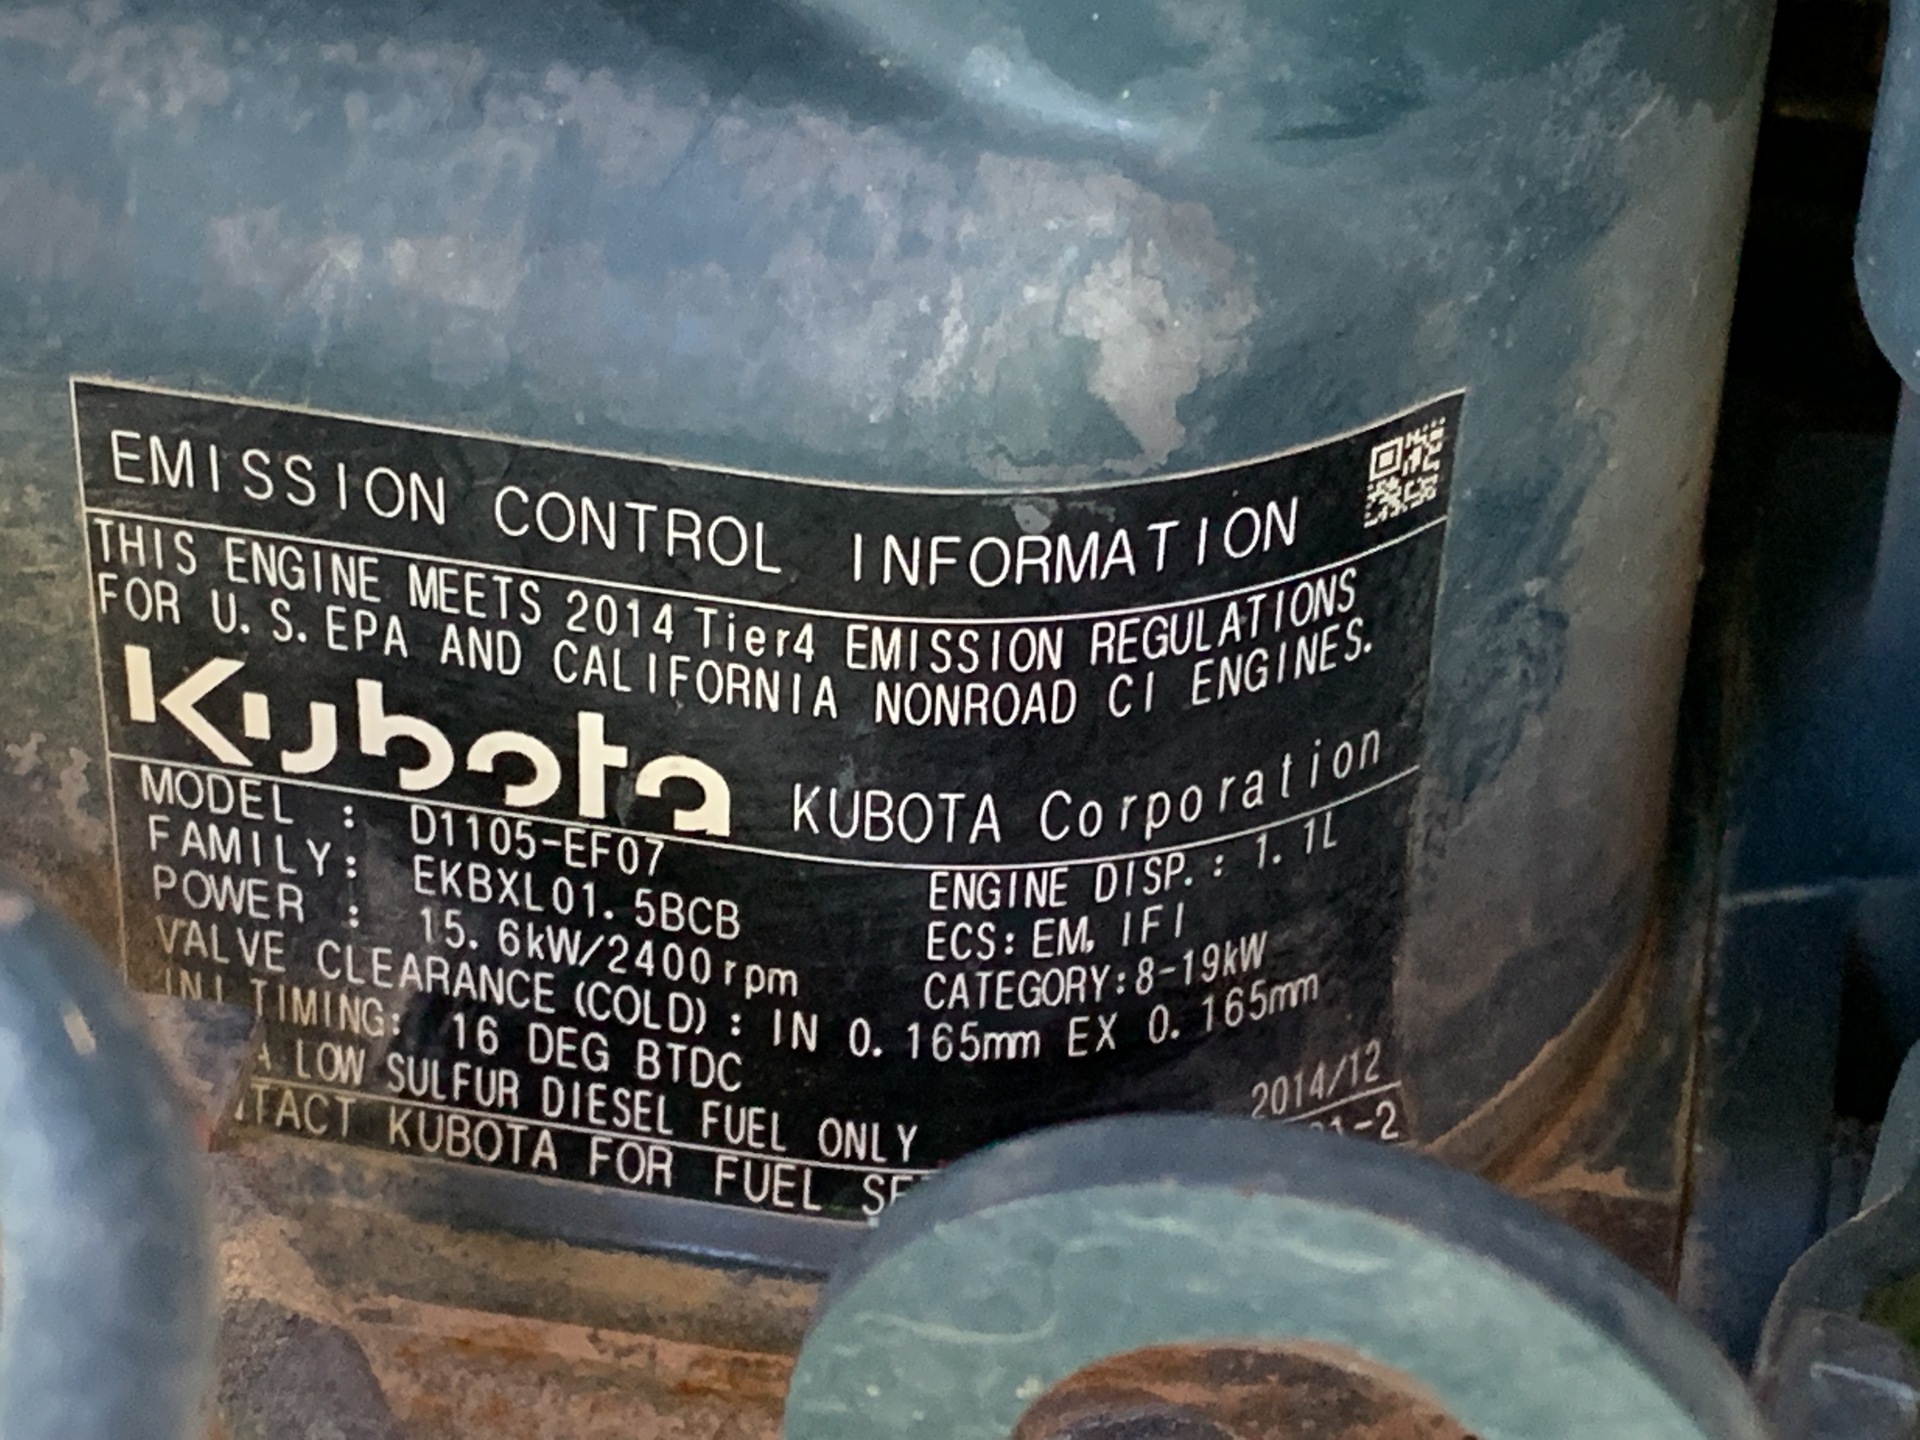 EMISSION CONTROL INFORMATION
THIS ENGINE MEETS 2014 Tier4 EMISSION REGULATIONS
FOR U.S.EPA AND CALIFORNIA NONROAD CI ENGINES.
Kubota KUBOTA Corporation
MODEL : D1105-EF07 ENGINE DISP. : 1.1L
FAMILY: EKBXL01.5BCB ECS: EM, IFI
POWER : 15.6kW/2400rpm CATEGORY:8-19kW
VALVE CLEARANCE (COLD) : IN 0.165mm EX 0.165mm
INJ TIMING: 16 DEG BTDC
LOW SULFUR DIESEL FUEL ONLY 2014/12
KUBOTA FOR FUEL